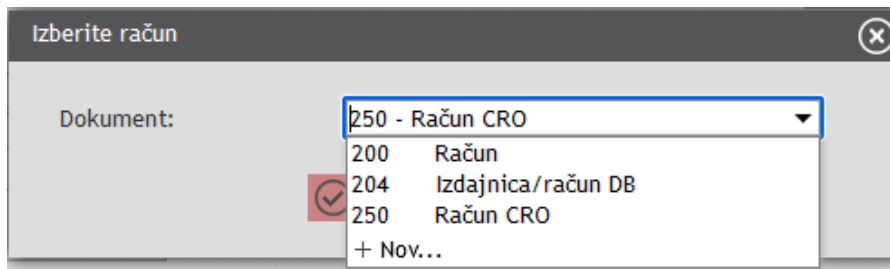 Izberite račun
Dokument: 250 - Račun CRO
200 Račun
204 Izdajnica/račun DB
250 Račun CRO
+ Nov...